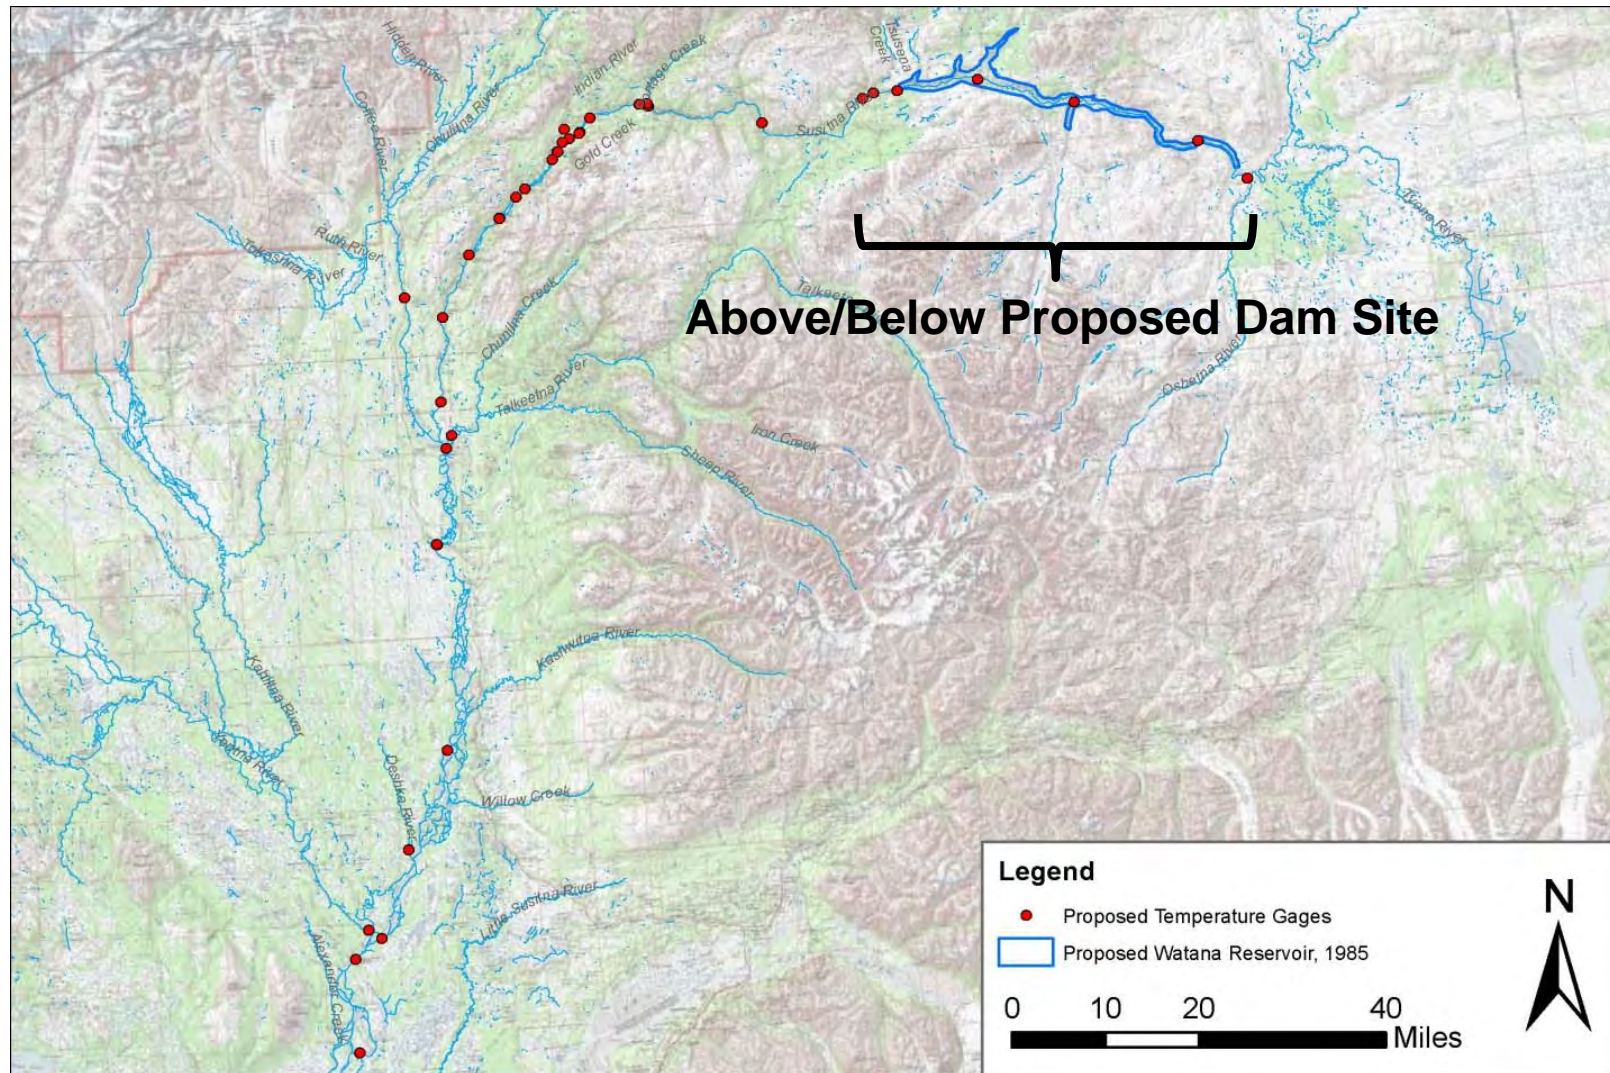 Hidden River
Coffee River
Chulitna River
Indian River
Portage Creek
Tsusena
Creek
Gold Creek
Susitna River
Tyone River
Ruth River
Tokositna River
Chunilna Creek
Above/Below Proposed Dam Site
Oshetna River
Talkeetna River
Iron Creek
Sheep River
Kashwitna River
Kahiltna River
Yentna River
Deshka River
Willow Creek
Little Susitna River
Alexander Creek
Legend
Proposed Temperature Gages
Proposed Watana Reservoir, 1985
N
0 10 20 40
Miles